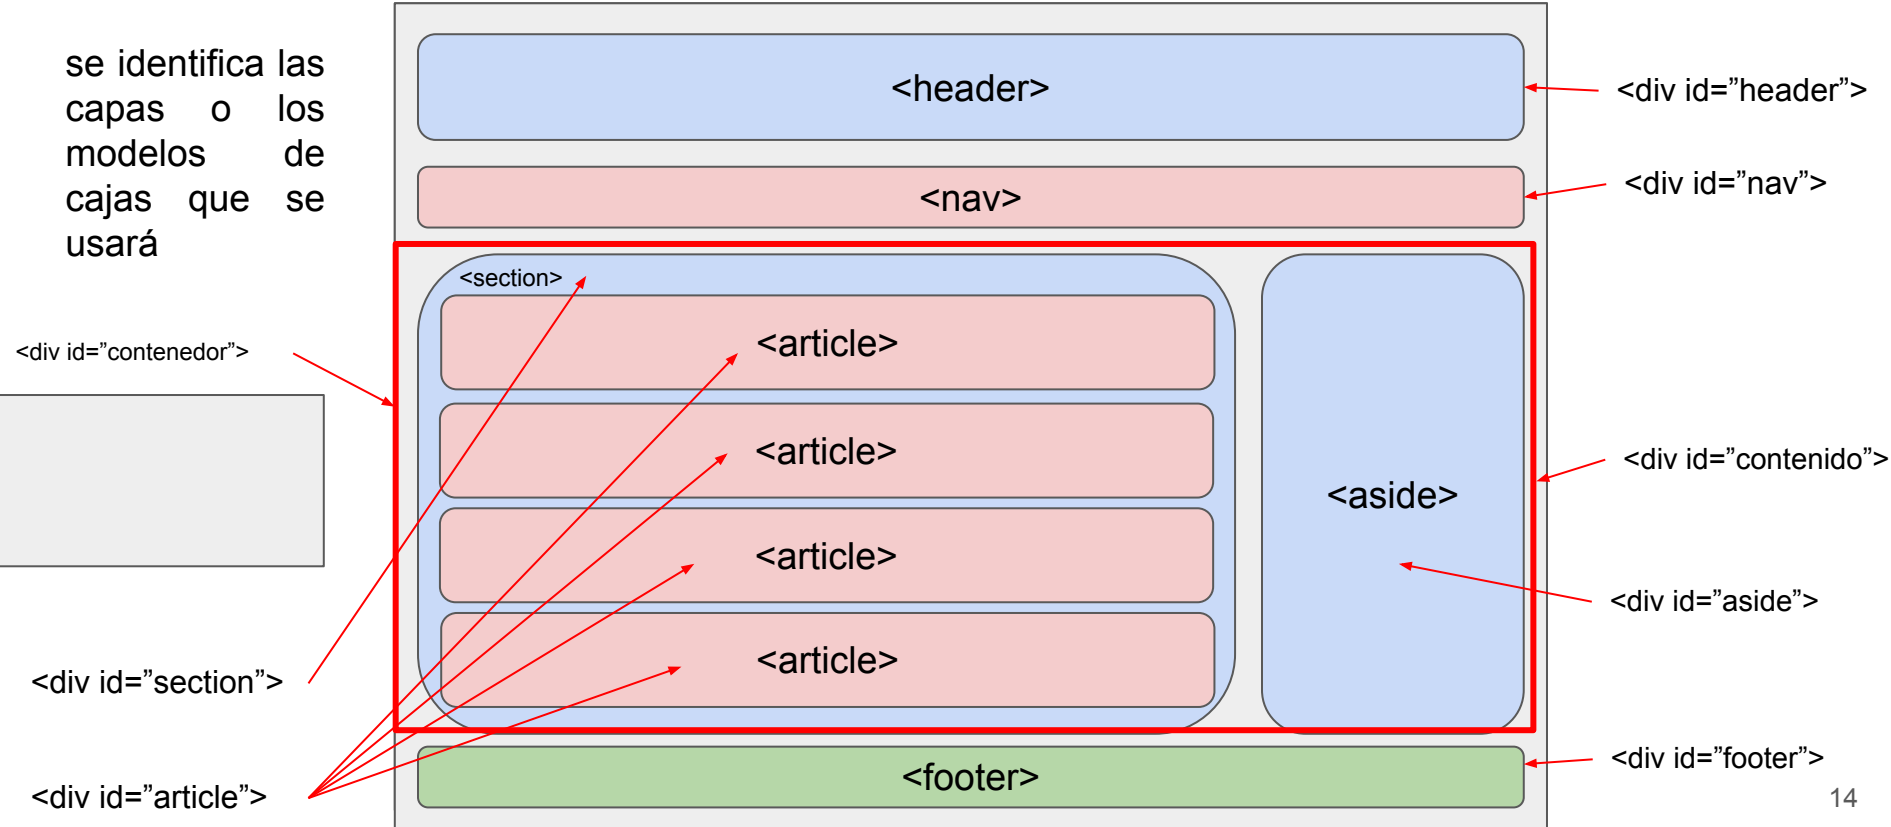 se identifica las
capas o los
modelos de
cajas que se
usará
<header>
<div id=”header”>
<nav>
<div id=”nav”>
<section>
<article>
<div id=”contenedor”>
<article>
<div id=”contenido”>
<aside>
<article>
<div id=”aside”>
<article>
<div id=”section”>
<footer>
<div id=”footer”>
<div id=”article”>
14